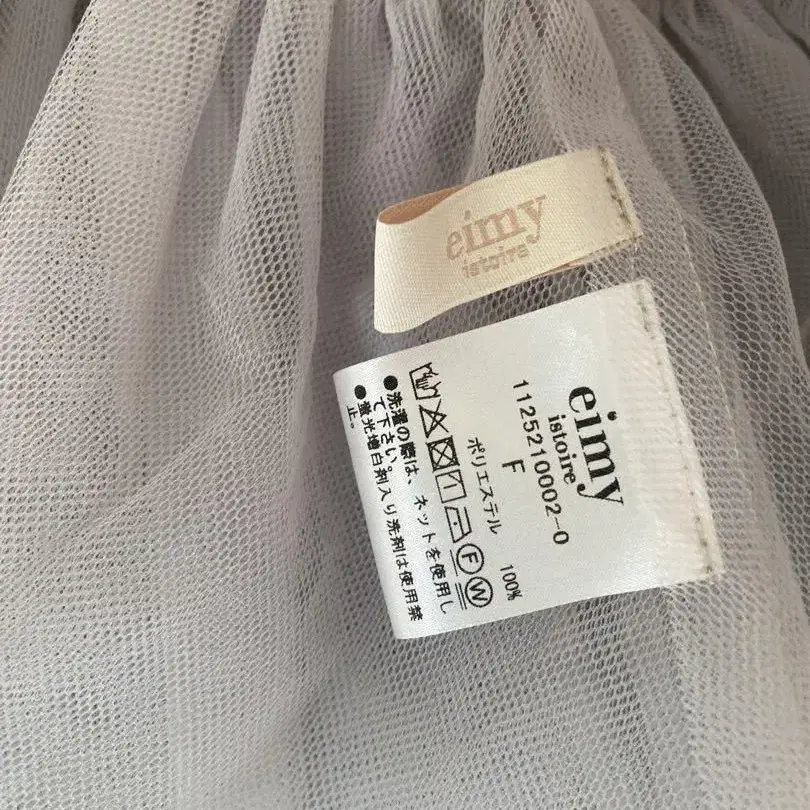 eimy
istoire
eimy
istoire
1125210002-0
F
ポリエステル 100%
F W
●洗濯の際は、ネットを使用し
て下さい。
●蛍光増白剤入り洗剤は使用禁
止。